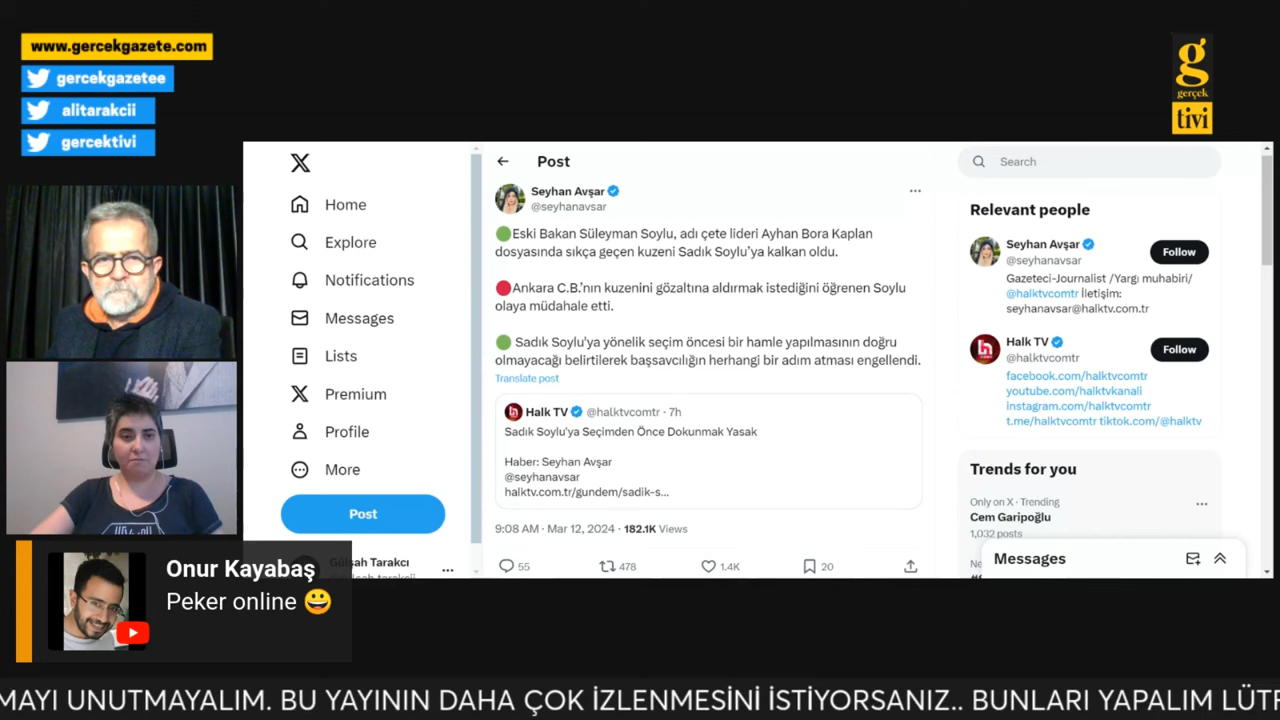 www.gercekgazete.com
gercekgazetee
alitarakcii
gercektivi
g
gerçek
tivi
Home
Explore
Notifications
Messages
Lists
Premium
Profile
More
Post
Gülşah Tarakcı
Post
Seyhan Avşar
@seyhanavsar
Eski Bakan Süleyman Soylu, adı çete lideri Ayhan Bora Kaplan
dosyasında sıkça geçen kuzeni Sadık Soylu'ya kalkan oldu.
Ankara C.B.'nın kuzenini gözaltına aldırmak istediğini öğrenen Soylu
olaya müdahale etti.
Sadık Soylu'ya yönelik seçim öncesi bir hamle yapılmasının doğru
olmayacağı belirtilerek başsavcılığın herhangi bir adım atması engellendi.
Translate post
Halk TV @halktvcomtr · 7h
Sadık Soylu'ya Seçimden Önce Dokunmak Yasak
Haber: Seyhan Avşar
@seyhanavsar
halktv.com.tr/gundem/sadik-s...
9:08 AM · Mar 12, 2024 · 182.1K Views
55 478 1.4K 20
Search
Relevant people
Seyhan Avşar
@seyhanavsar
Follow
Gazeteci-Journalist /Yargı muhabiri/
@halktvcomtr İletişim:
seyhanavsar@halktv.com.tr
Halk TV
@halktvcomtr
Follow
facebook.com/halktvcomtr
youtube.com/halktvkanali
instagram.com/halktvcomtr
t.me/halktvcomtr tiktok.com/@halktv
Trends for you
Only on X · Trending
Cem Garipoğlu
1,032 posts
Messages
Onur Kayabaş
Peker online 😀
MAYI UNUTMAYALIM. BU YAYININ DAHA ÇOK İZLENMESİNİ İSTİYORSANIZ.. BUNLARI YAPALIM LÜTF